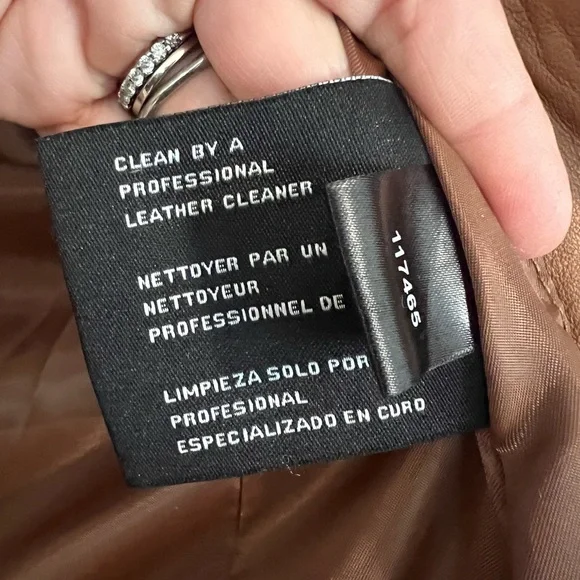 CLEAN BY A
PROFESSIONAL
LEATHER CLEANER
NETTOYER PAR UN
NETTOYEUR
PROFESSIONNEL DE
LIMPIEZA SOLO POR
PROFESIONAL
ESPECIALIZADO EN CURO
117465